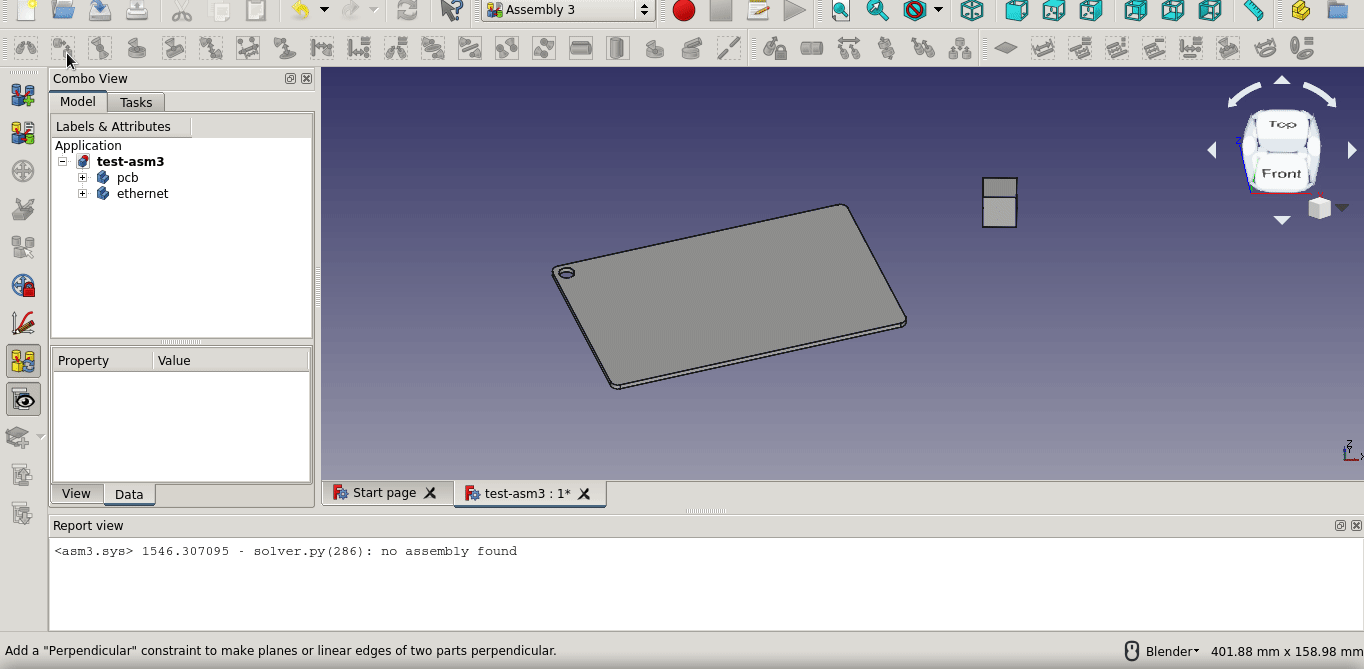 Assembly 3
Combo View
Model
Tasks
Labels & Attributes
Application
test-asm3
pcb
ethernet
Property
Value
View
Data
Top
Front
Z
Start page
test-asm3 : 1*
Report view
<asm3.sys> 1546.307095 - solver.py(286): no assembly found
Add a "Perpendicular" constraint to make planes or linear edges of two parts perpendicular.
Blender
401.88 mm x 158.98 mm